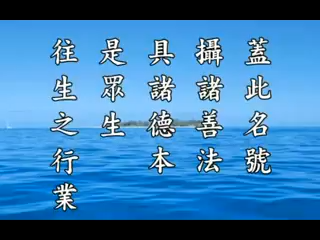 蓋此名號
攝諸善法
具諸德本
是眾生
往生之行業